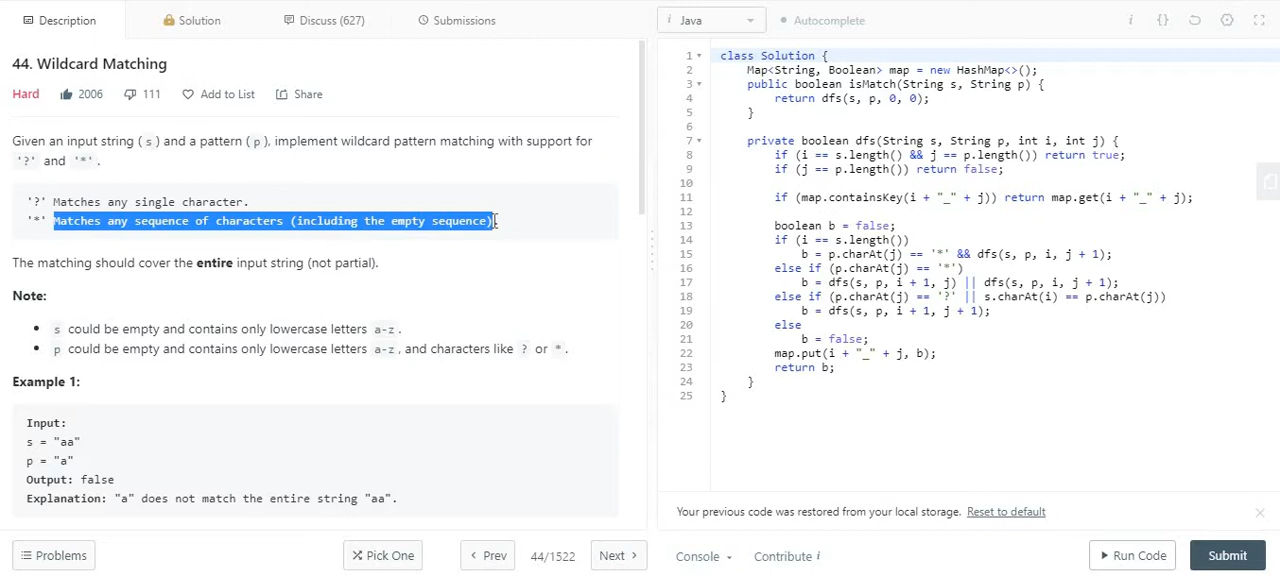 Description
Solution
Discuss (627)
Submissions
i Java
Autocomplete
i {}
44. Wildcard Matching
Hard 2006 111 Add to List Share
Given an input string ( s ) and a pattern ( p ), implement wildcard pattern matching with support for
'?' and '*' .
'?' Matches any single character.
'*' Matches any sequence of characters (including the empty sequence).
The matching should cover the entire input string (not partial).
Note:
• s could be empty and contains only lowercase letters a-z .
• p could be empty and contains only lowercase letters a-z, and characters like ? or * .
Example 1:
Input:
s = "aa"
p = "a"
Output: false
Explanation: "a" does not match the entire string "aa".
Problems
Pick One
Prev
44/1522
Next
1 class Solution {
2 Map<String, Boolean> map = new HashMap<>();
3 public boolean isMatch(String s, String p) {
4 return dfs(s, p, 0, 0);
5 }
6
7 private boolean dfs(String s, String p, int i, int j) {
8 if (i == s.length() && j == p.length()) return true;
9 if (j == p.length()) return false;
10
11 if (map.containsKey(i + "_" + j)) return map.get(i + "_" + j);
12
13 boolean b = false;
14 if (i == s.length())
15 b = p.charAt(j) == '*' && dfs(s, p, i, j + 1);
16 else if (p.charAt(j) == '*')
17 b = dfs(s, p, i + 1, j) || dfs(s, p, i, j + 1);
18 else if (p.charAt(j) == '?' || s.charAt(i) == p.charAt(j))
19 b = dfs(s, p, i + 1, j + 1);
20 else
21 b = false;
22 map.put(i + "_" + j, b);
23 return b;
24 }
25 }
Your previous code was restored from your local storage. Reset to default
Console
Contribute i
Run Code
Submit